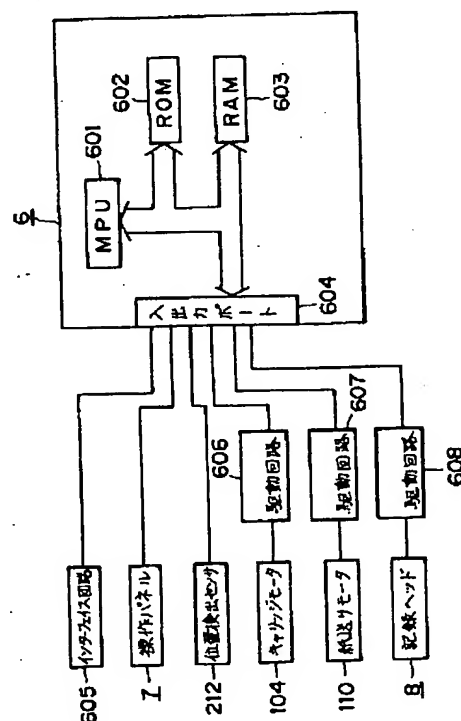 6
601
MPU
602
ROM
603
RAM
入出力ポート
604
605
インターフェイス回路
7
操作パネル
212
位置検出センサ
104
キャリッジモータ
606
駆動回路
110
紙送りモータ
607
駆動回路
8
記録ヘッド
608
駆動回路